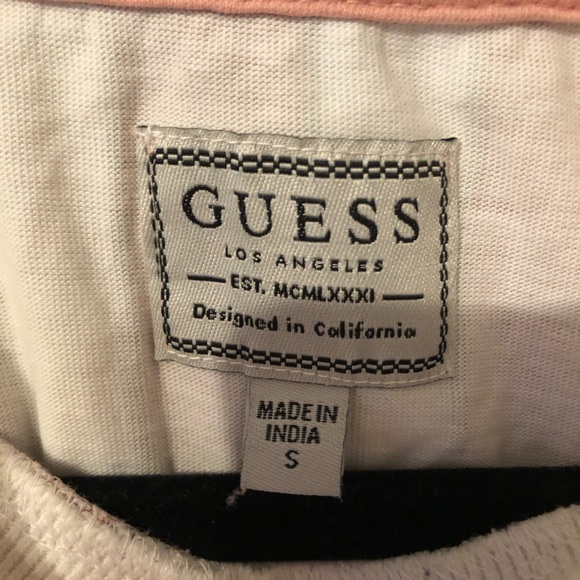 GUESS
LOS ANGELES
EST. MCMLXXXI
Designed in California
MADE IN
INDIA
S